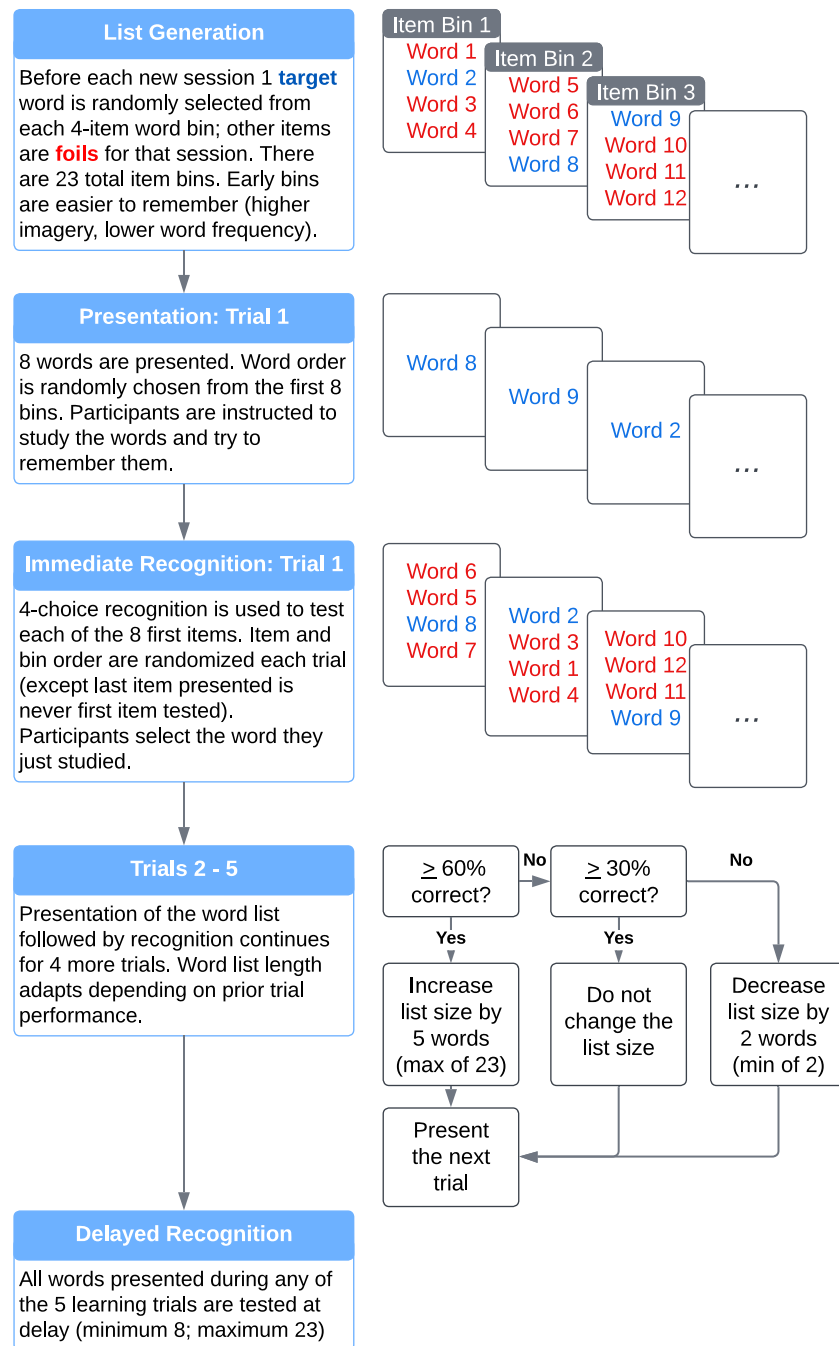 List Generation
Before each new session 1 target
word is randomly selected from
each 4-item word bin; other items
are foils for that session. There
are 23 total item bins. Early bins
are easier to remember (higher
imagery, lower word frequency).
Item Bin 1
Word 1
Word 2
Word 3
Word 4
Item Bin 2
Word 5
Word 6
Word 7
Word 8
Item Bin 3
Word 9
Word 10
Word 11
Word 12
...
Presentation: Trial 1
8 words are presented. Word order
is randomly chosen from the first 8
bins. Participants are instructed to
study the words and try to
remember them.
Word 8
Word 9
Word 2
...
Immediate Recognition: Trial 1
4-choice recognition is used to test
each of the 8 first items. Item and
bin order are randomized each trial
(except last item presented is
never first item tested).
Participants select the word they
just studied.
Word 6
Word 5
Word 8
Word 7
Word 2
Word 3
Word 1
Word 4
Word 10
Word 12
Word 11
Word 9
...
Trials 2 - 5
Presentation of the word list
followed by recognition continues
for 4 more trials. Word list length
adapts depending on prior trial
performance.
≥ 60%
correct?
No
≥ 30%
correct?
No
Yes
Yes
Increase
list size by
5 words
(max of 23)
Do not
change the
list size
Decrease
list size by
2 words
(min of 2)
Present
the next
trial
Delayed Recognition
All words presented during any of
the 5 learning trials are tested at
delay (minimum 8; maximum 23)